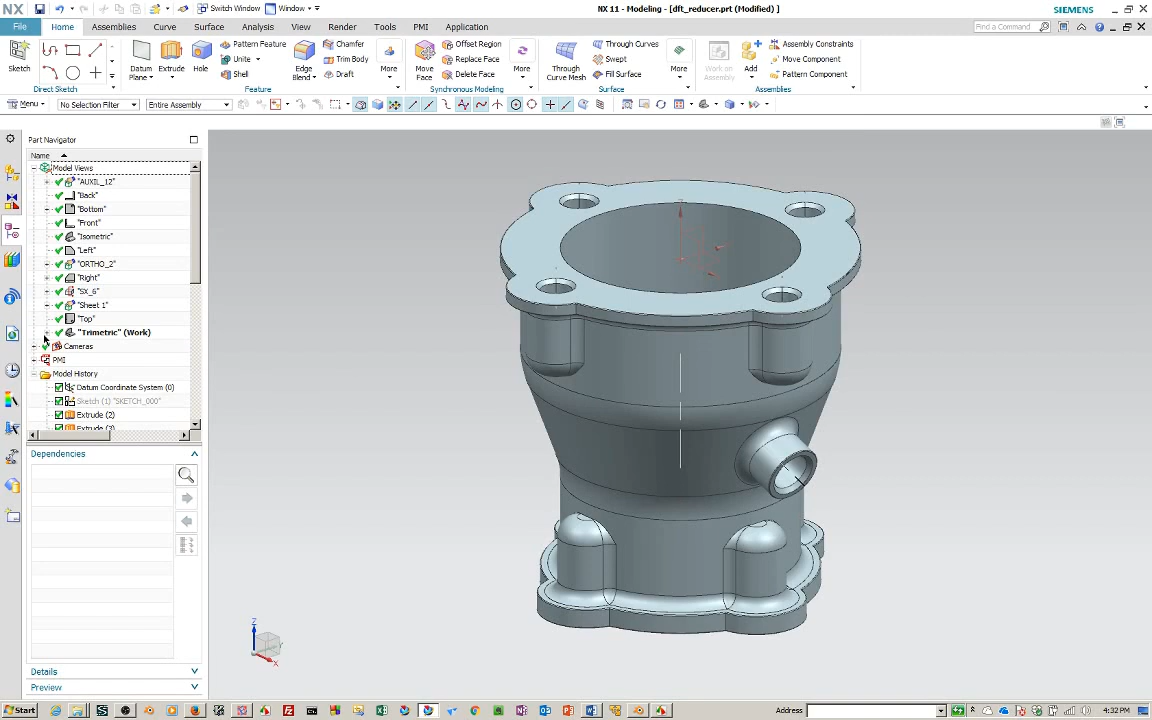 NX Switch Window Window NX 11 - Modeling - [dft_reducer.prt (Modified) ] SIEMENS
File Home Assemblies Curve Surface Analysis View Render Tools PMI Application Find a Command
Sketch Datum Plane Extrude Hole Pattern Feature Unite Shell Edge Blend Chamfer Trim Body Draft More Move Face Offset Region Replace Face Delete Face More Through Curve Mesh Through Curves Swept Fill Surface More Work on Assembly Add Assembly Constraints Move Component Pattern Component
Direct Sketch Feature Synchronous Modeling Surface Assemblies
Menu No Selection Filter Entire Assembly
Part Navigator
Name
Model Views
"AUXIL_12"
"Back"
"Bottom"
"Front"
"Isometric"
"Left"
"ORTHO_2"
"Right"
"SX_6"
"Sheet 1"
"Top"
"Trimetric" (Work)
Cameras
PMI
Model History
Datum Coordinate System (0)
Sketch (1) "SKETCH_000"
Extrude (2)
Extrude (3)
Dependencies
Z
Y
X
Details
Preview
Start Address 4:32 PM